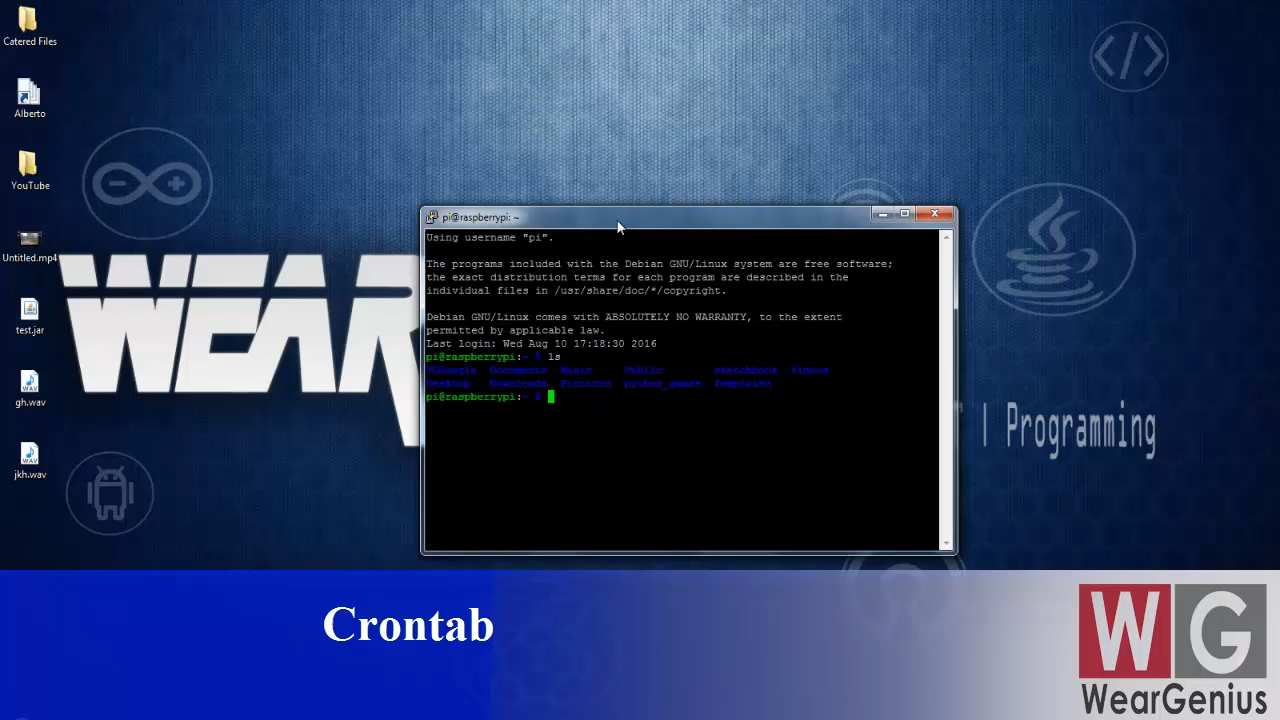 Catered Files
Alberto
YouTube
Untitled.mp4
test.jar
gh.wav
jkh.wav
WEAR
| Programming
pi@raspberrypi: ~
Using username "pi".
The programs included with the Debian GNU/Linux system are free software;
the exact distribution terms for each program are described in the
individual files in /usr/share/doc/*/copyright.
Debian GNU/Linux comes with ABSOLUTELY NO WARRANTY, to the extent
permitted by applicable law.
Last login: Wed Aug 10 17:18:30 2016
pi@raspberrypi:~ $ ls
Documents Music Public sketchbook Videos
Desktop Downloads Pictures python_games Templates
pi@raspberrypi:~ $
Crontab
WG
WearGenius